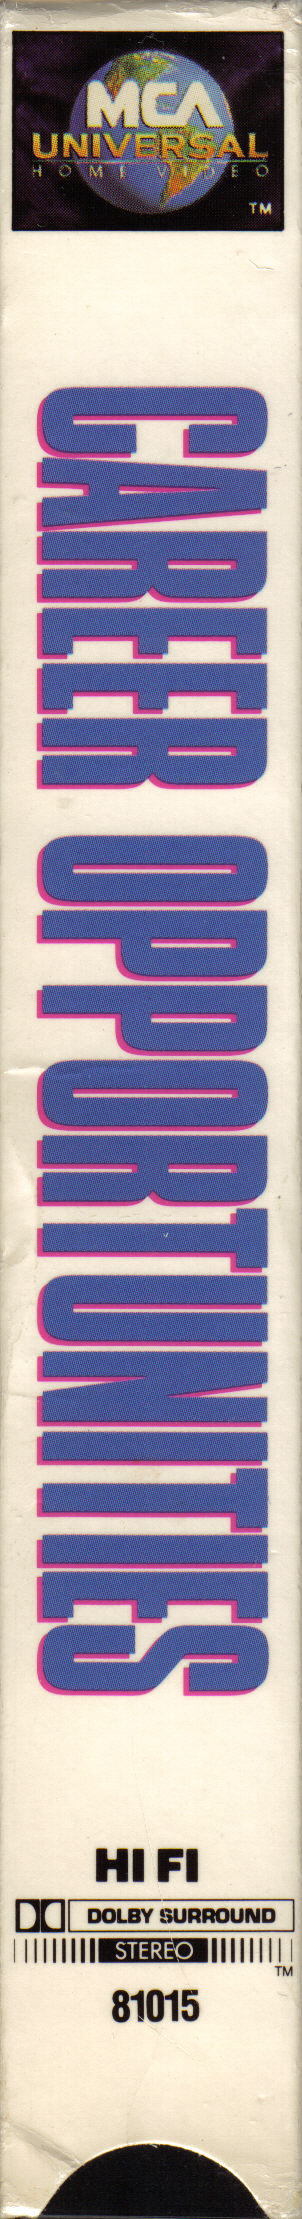 MCA
UNIVERSAL
HOME VIDEO
TM
CAREER OPPORTUNITIES
HI FI
DOLBY SURROUND
STEREO
TM
81015